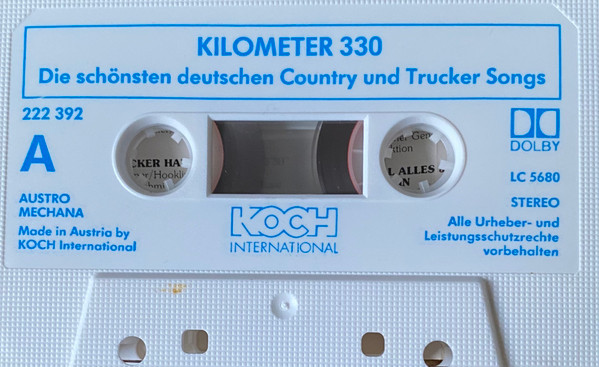 KILOMETER 330
Die schönsten deutschen Country und Trucker Songs
222 392
A
DOLBY
AUSTRO
MECHANA
Made in Austria by
KOCH International
KOCH
INTERNATIONAL
LC 5680
STEREO
Alle Urheber- und
Leistungsschutzrechte
vorbehalten